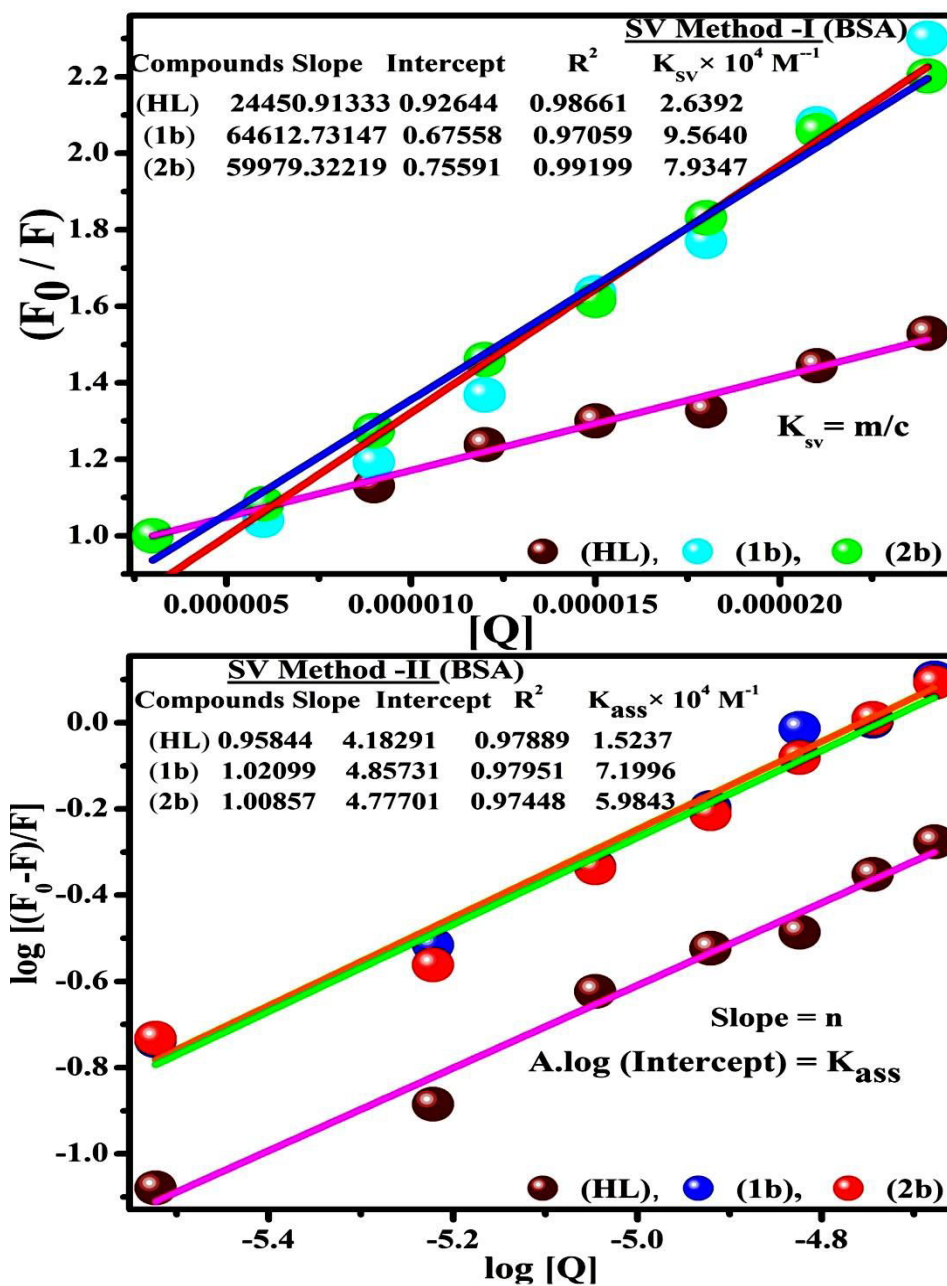 SV Method -I (BSA)
Compounds Slope Intercept R² K_sv × 10⁴ M⁻¹
(HL) 24450.91333 0.92644 0.98661 2.6392
(1b) 64612.73147 0.67558 0.97059 9.5640
(2b) 59979.32219 0.75591 0.99199 7.9347
(F₀ / F)
2.2
2.0
1.8
1.6
1.4
1.2
1.0
K_sv = m/c
(HL), (1b), (2b)
0.000005 0.000010 0.000015 0.000020
[Q]
SV Method -II (BSA)
Compounds Slope Intercept R² K_ass × 10⁴ M⁻¹
(HL) 0.95844 4.18291 0.97889 1.5237
(1b) 1.02099 4.85731 0.97951 7.1996
(2b) 1.00857 4.77701 0.97448 5.9843
log [(F₀-F)/F]
0.0
-0.2
-0.4
-0.6
-0.8
-1.0
Slope = n
A.log (Intercept) = K_ass
(HL), (1b), (2b)
-5.4 -5.2 -5.0 -4.8
log [Q]